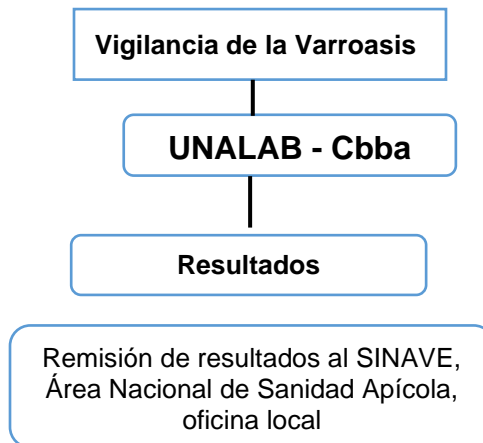 Vigilancia de la Varroasis
UNALAB - Cbba
Resultados
Remisión de resultados al SINAVE,
Área Nacional de Sanidad Apícola,
oficina local